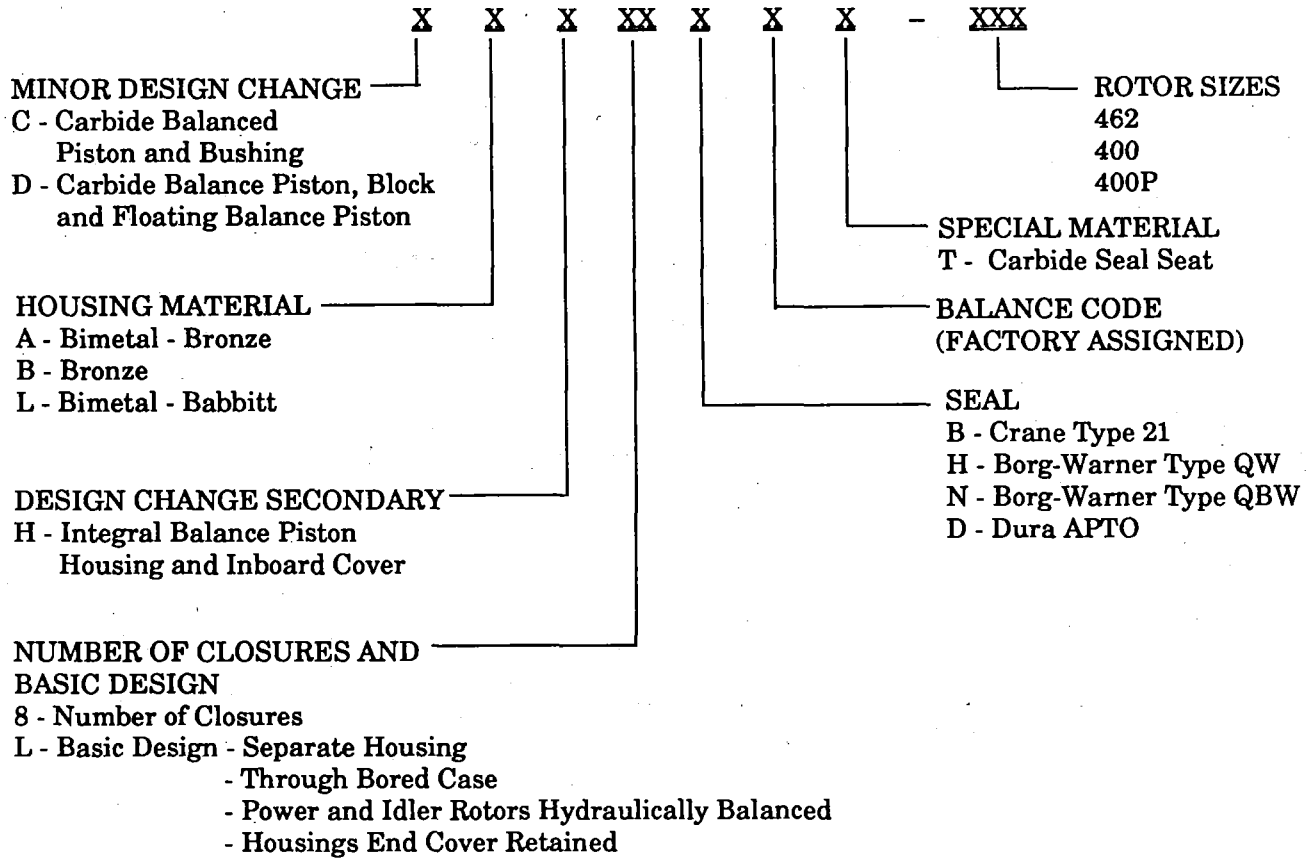 X X X XX X X X - XXX
MINOR DESIGN CHANGE
C - Carbide Balanced
Piston and Bushing
D - Carbide Balance Piston, Block
and Floating Balance Piston
HOUSING MATERIAL
A - Bimetal - Bronze
B - Bronze
L - Bimetal - Babbitt
DESIGN CHANGE SECONDARY
H - Integral Balance Piston
Housing and Inboard Cover
NUMBER OF CLOSURES AND
BASIC DESIGN
8 - Number of Closures
L - Basic Design - Separate Housing
- Through Bored Case
- Power and Idler Rotors Hydraulically Balanced
- Housings End Cover Retained
ROTOR SIZES
462
400
400P
SPECIAL MATERIAL
T - Carbide Seal Seat
BALANCE CODE
(FACTORY ASSIGNED)
SEAL
B - Crane Type 21
H - Borg-Warner Type QW
N - Borg-Warner Type QBW
D - Dura APTO